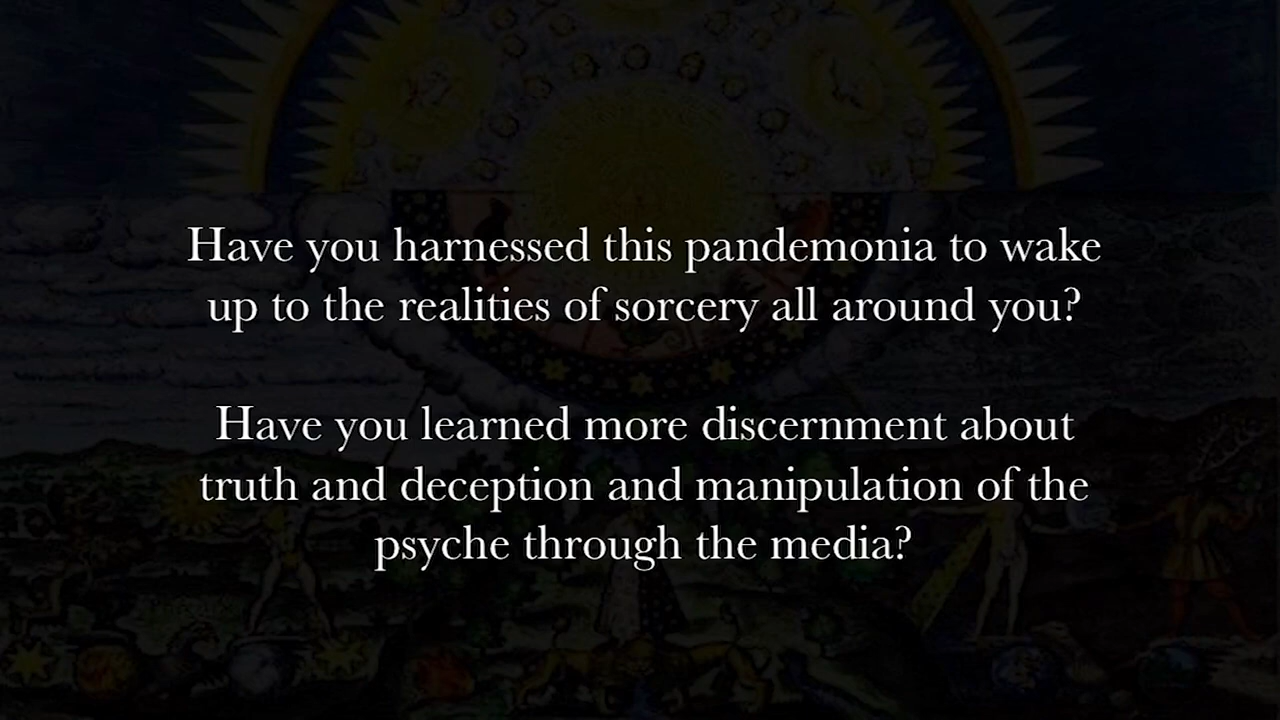 Have you harnessed this pandemonia to wake
up to the realities of sorcery all around you?
Have you learned more discernment about
truth and deception and manipulation of the
psyche through the media?